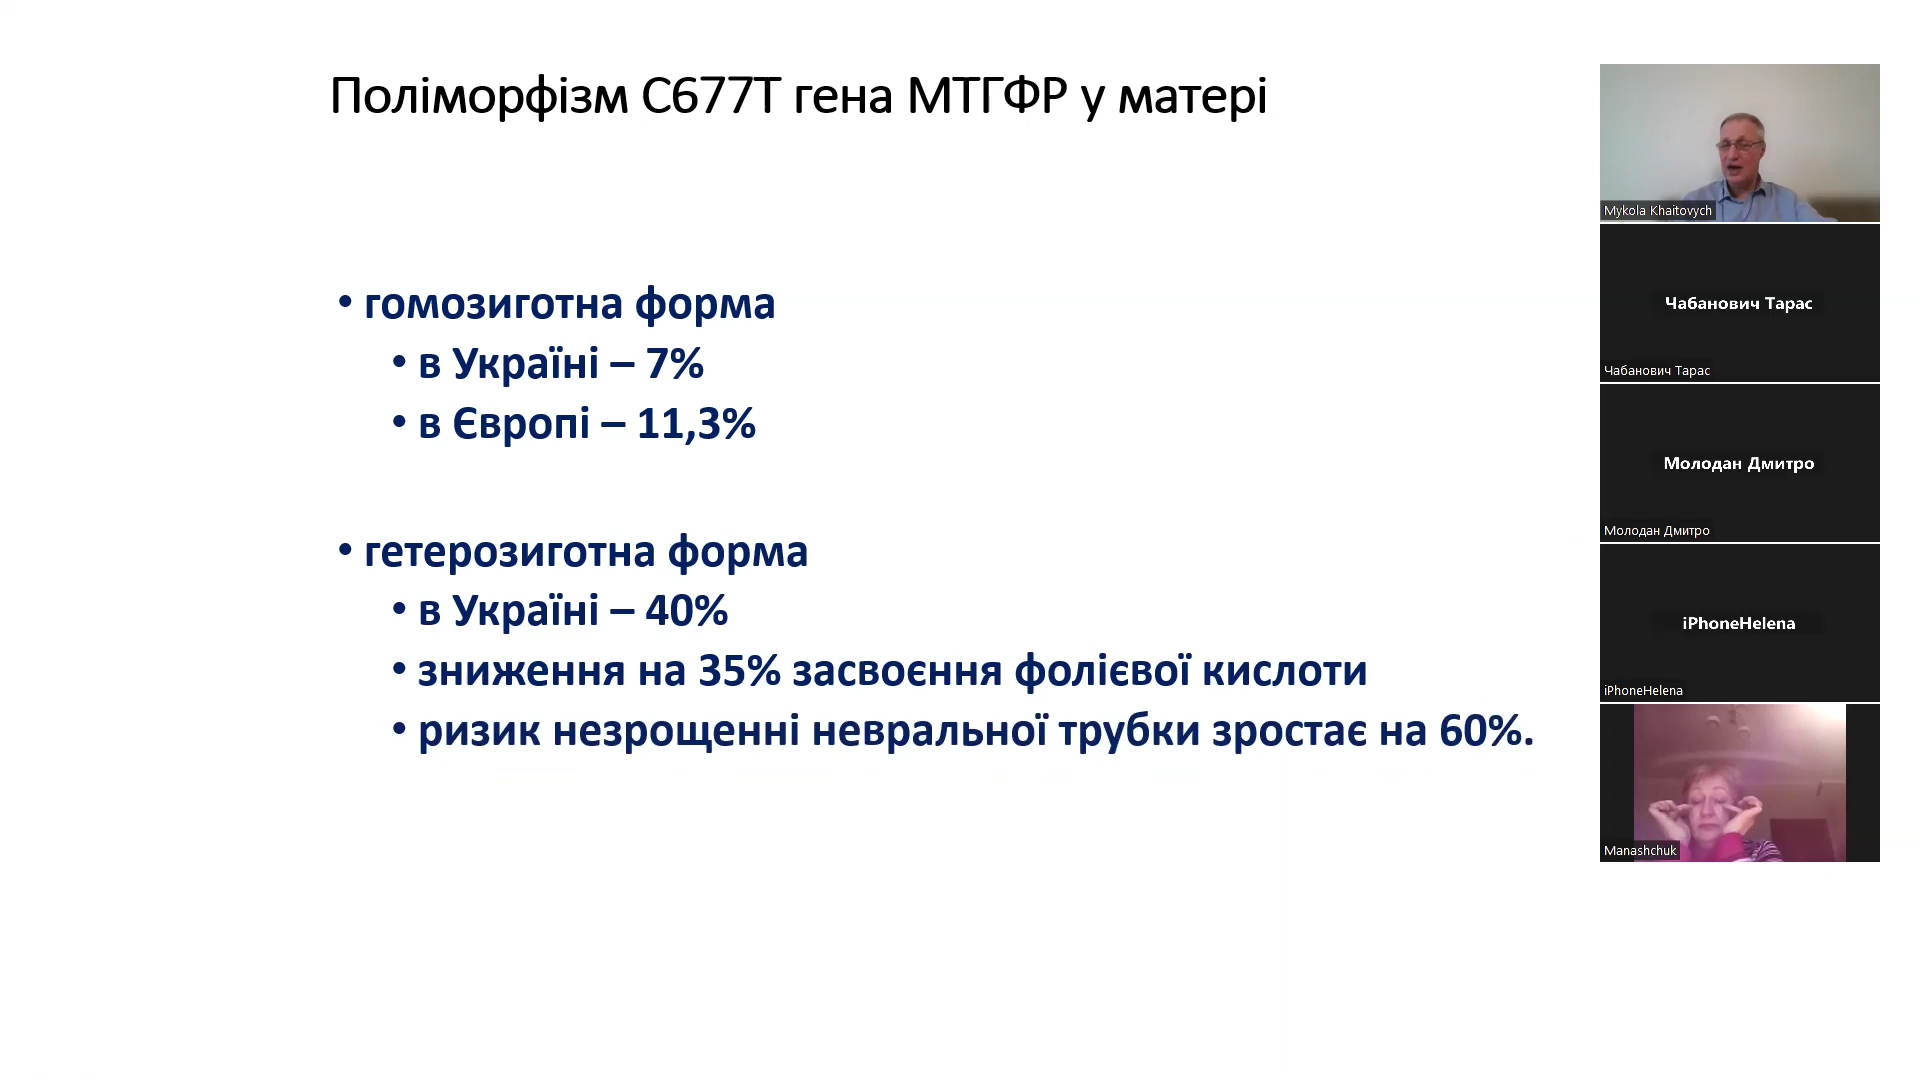 Поліморфізм С677Т гена МТГФР у матері
• гомозиготна форма
• в Україні – 7%
• в Європі – 11,3%
• гетерозиготна форма
• в Україні – 40%
• зниження на 35% засвоєння фолієвої кислоти
• ризик незрощенні невральної трубки зростає на 60%.
Mykola Khaitovych
Чабанович Тарас
Чабанович Тарас
Молодан Дмитро
Молодан Дмитро
iPhoneHelena
iPhoneHelena
Manashchuk